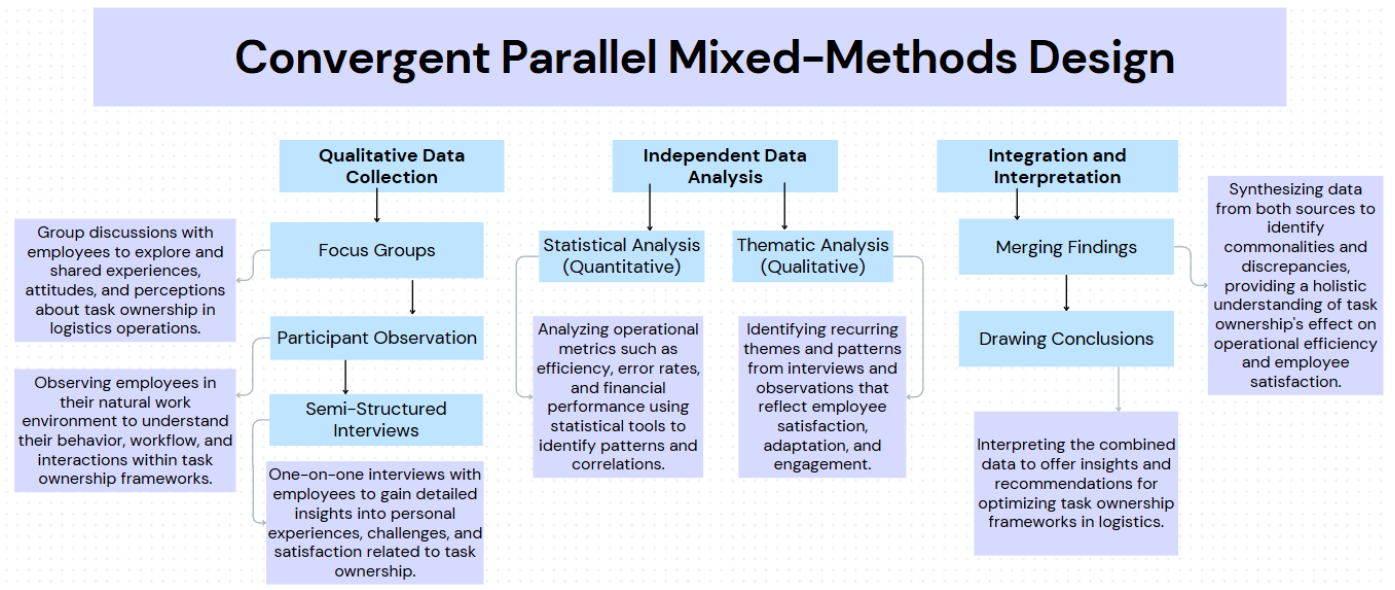 Convergent Parallel Mixed-Methods Design
Qualitative Data
Collection
Focus Groups
Group discussions with
employees to explore and
shared experiences,
attitudes, and perceptions
about task ownership in
logistics operations.
Participant Observation
Observing employees in
their natural work
environment to understand
their behavior, workflow, and
interactions within task
ownership frameworks.
Semi-Structured
Interviews
One-on-one interviews with
employees to gain detailed
insights into personal
experiences, challenges, and
satisfaction related to task
ownership.
Independent Data
Analysis
Statistical Analysis
(Quantitative)
Analyzing operational
metrics such as
efficiency, error rates,
and financial
performance using
statistical tools to
identify patterns and
correlations.
Thematic Analysis
(Qualitative)
Identifying recurring
themes and patterns
from interviews and
observations that
reflect employee
satisfaction,
adaptation, and
engagement.
Integration and
Interpretation
Merging Findings
Synthesizing data
from both sources to
identify
commonalities and
discrepancies,
providing a holistic
understanding of task
ownership's effect on
operational efficiency
and employee
satisfaction.
Drawing Conclusions
Interpreting the combined
data to offer insights and
recommendations for
optimizing task ownership
frameworks in logistics.